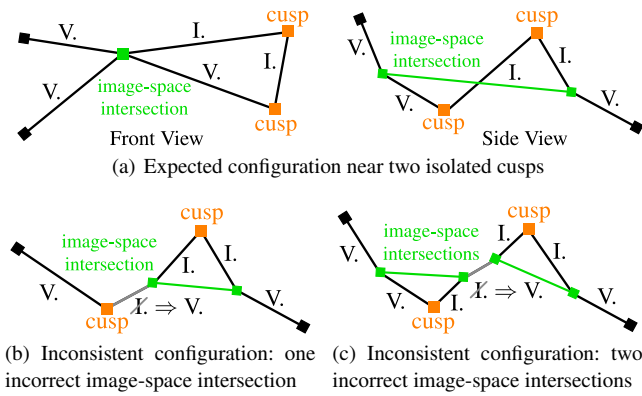 cusp
V.
I.
I.
V.
V.
image-space
intersection
cusp
Front View
cusp
V.
image-space
intersection
I.
I.
V.
cusp
V.
Side View
(a) Expected configuration near two isolated cusps
cusp
image-space
intersection
I.
I.
V.
cusp
I. ⇒ V.
V.
(b) Inconsistent configuration: one
incorrect image-space intersection
cusp
image-space
intersections
I.
V.
I.
V.
I.
I. ⇒ V.
cusp
V.
(c) Inconsistent configuration: two
incorrect image-space intersections